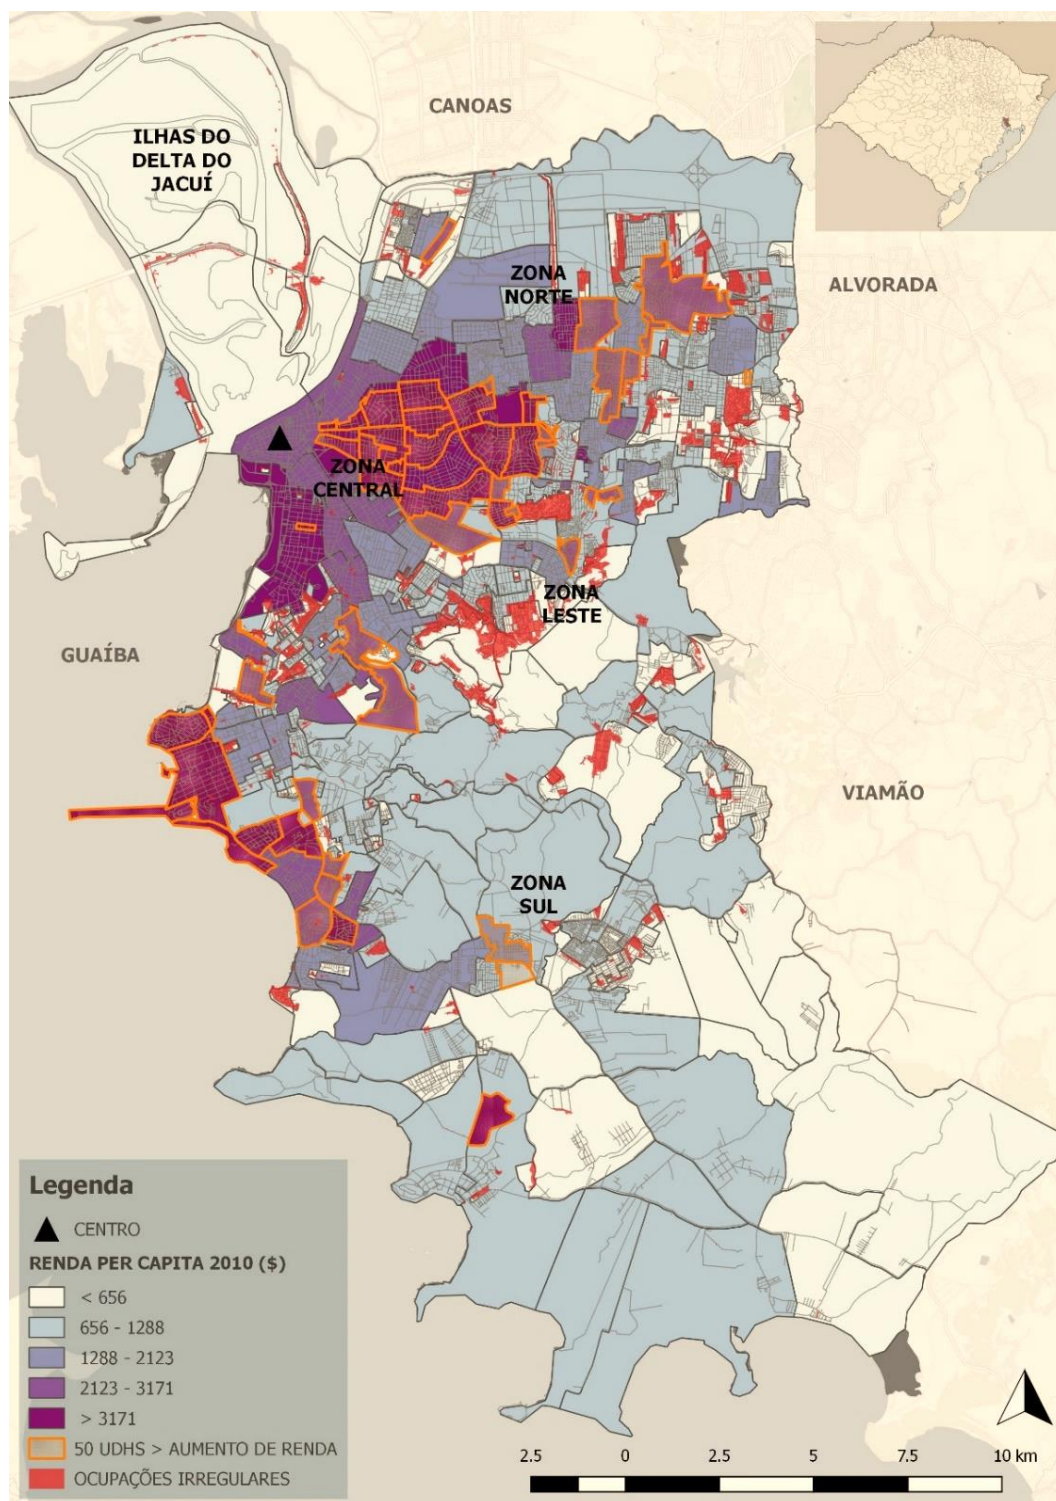 CANOAS
ILHAS DO
DELTA DO
JACUÍ
ZONA
NORTE
ALVORADA
ZONA
CENTRAL
ZONA
LESTE
GUAÍBA
VIAMÃO
ZONA
SUL
Legenda
CENTRO
RENDA PER CAPITA 2010 ($)
< 656
656 - 1288
1288 - 2123
2123 - 3171
> 3171
50 UDHS > AUMENTO DE RENDA
OCUPAÇÕES IRREGULARES
2.5 0 2.5 5 7.5 10 km